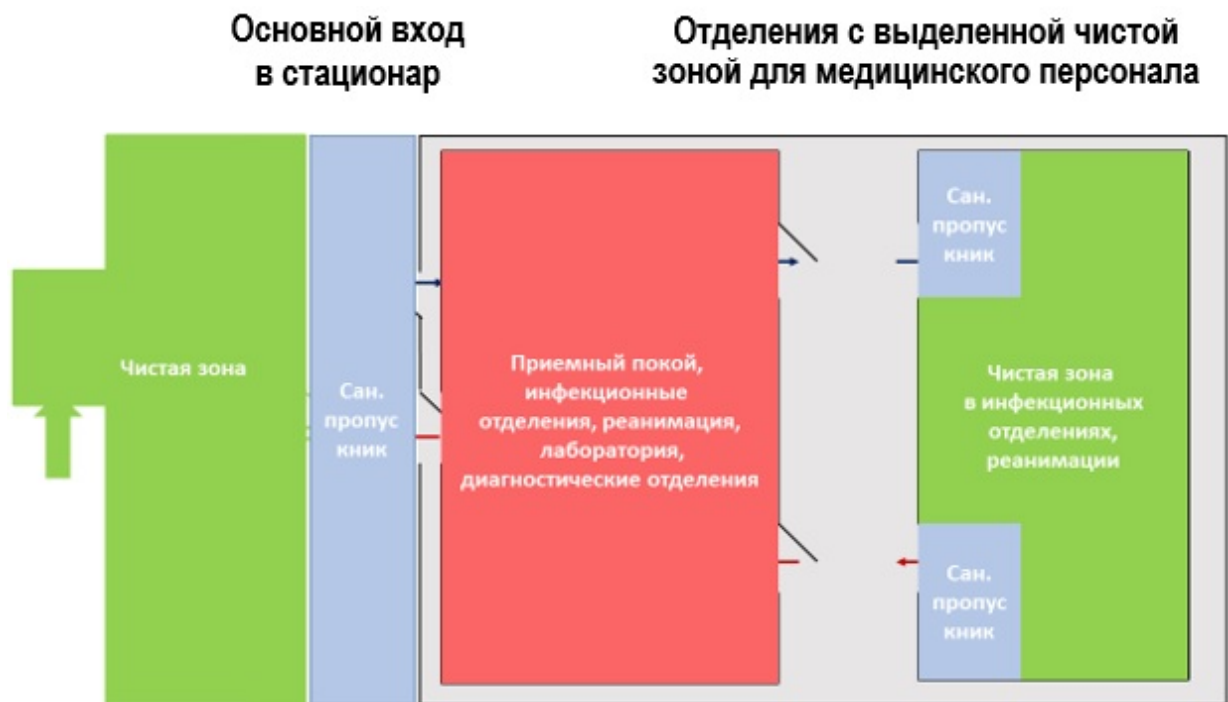 Основной вход
в стационар
Отделения с выделенной чистой
зоной для медицинского персонала
Чистая зона
Сан.
пропус
кник
Приемный покой,
инфекционные
отделения, реанимация,
лаборатория,
диагностические отделения
Сан.
пропус
кник
Чистая зона
в инфекционных
отделениях,
реанимации
Сан.
пропус
кник